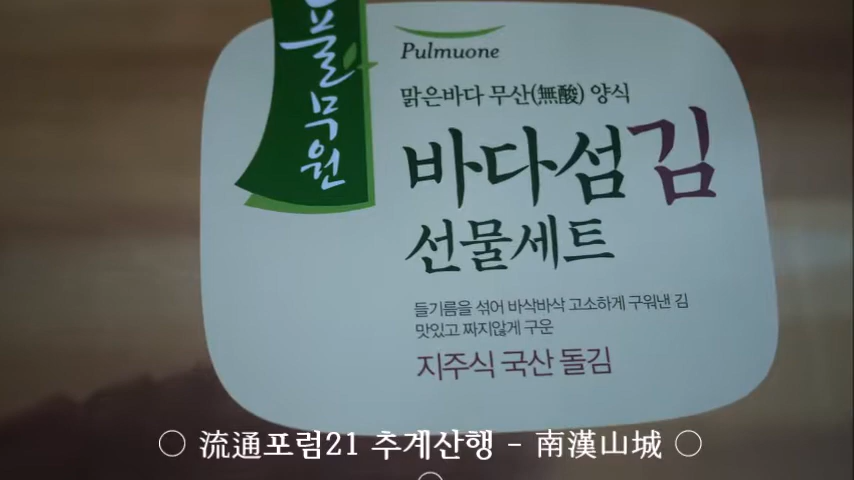 풀무원
Pulmuone
맑은바다 무산(無酸) 양식
바다섬김
선물세트
들기름을 섞어 바삭바삭 고소하게 구워낸 김
맛있고 짜지않게 구운
지주식 국산 돌김
○ 流通포럼21 추계산행 - 南漢山城 ○